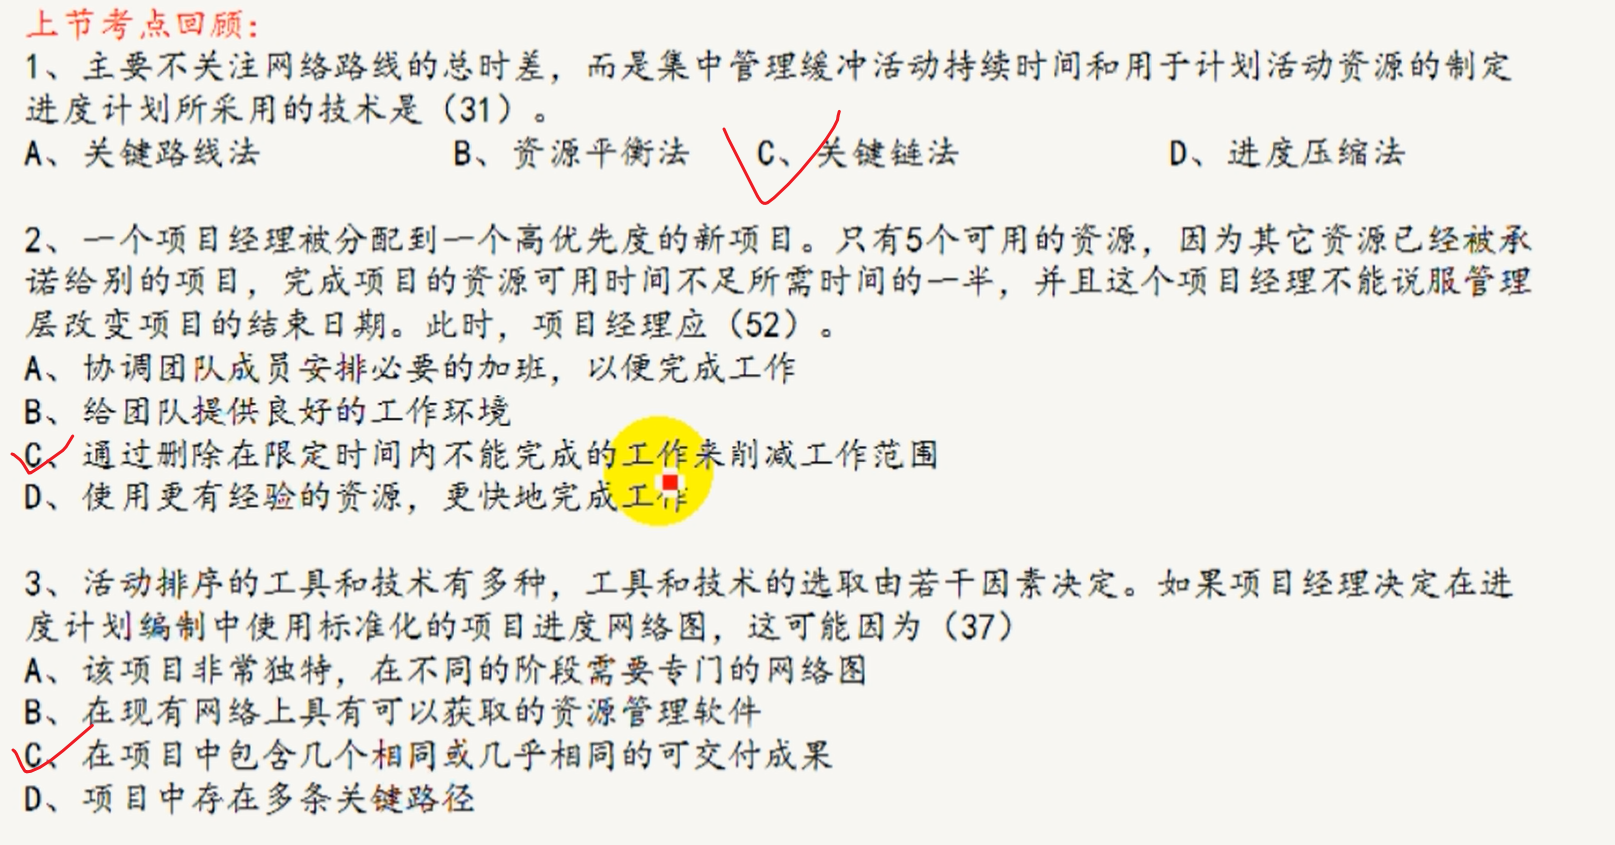 上节考点回顾：
1、主要不关注网络路线的总时差，而是集中管理缓冲活动持续时间和用于计划活动资源的制定
进度计划所采用的技术是（31）。
A、关键路线法 B、资源平衡法 C、关键链法 D、进度压缩法
2、一个项目经理被分配到一个高优先度的新项目。只有5个可用的资源，因为其它资源已经被承
诺给别的项目，完成项目的资源可用时间不足所需时间的一半，并且这个项目经理不能说服管理
层改变项目的结束日期。此时，项目经理应（52）。
A、协调团队成员安排必要的加班，以便完成工作
B、给团队提供良好的工作环境
C、通过删除在限定时间内不能完成的工作来削减工作范围
D、使用更有经验的资源，更快地完成工作
3、活动排序的工具和技术有多种，工具和技术的选取由若干因素决定。如果项目经理决定在进
度计划编制中使用标准化的项目进度网络图，这可能因为（37）
A、该项目非常独特，在不同的阶段需要专门的网络图
B、在现有网络上具有可以获取的资源管理软件
C、在项目中包含几个相同或几乎相同的可交付成果
D、项目中存在多条关键路径